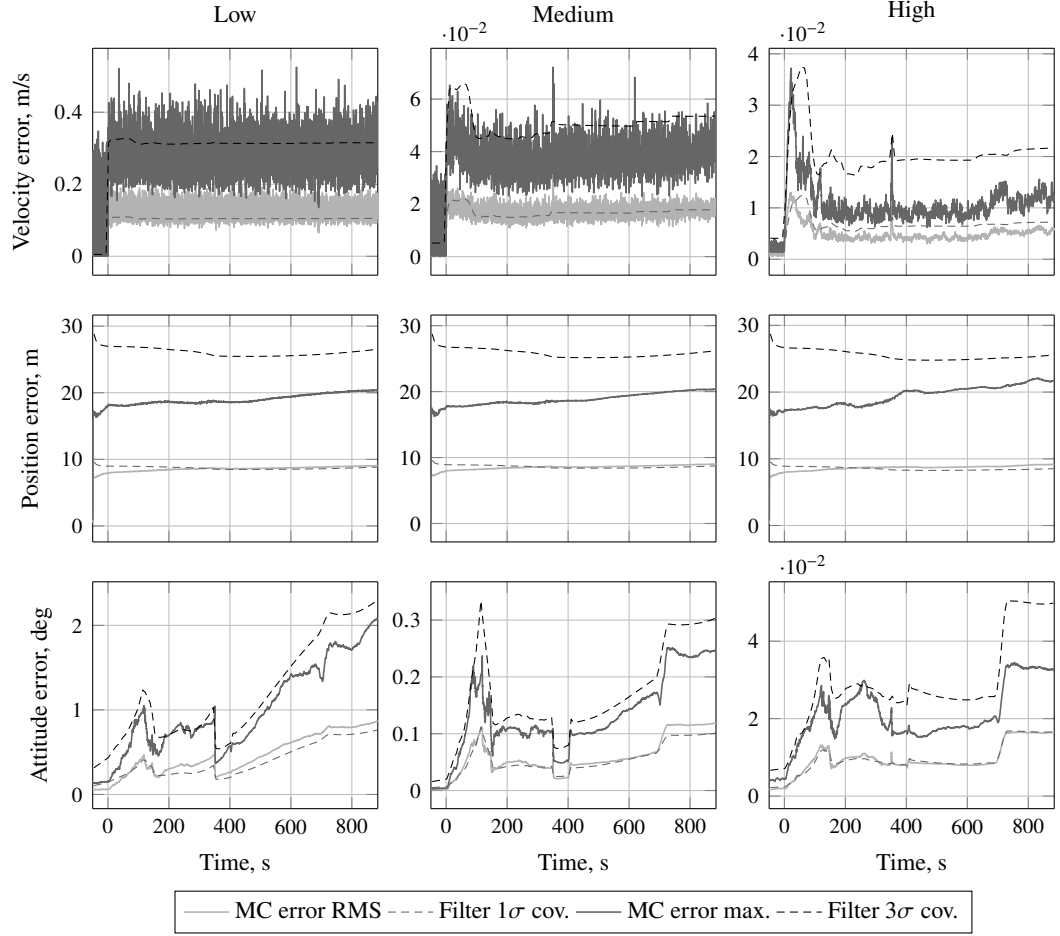 Low
Medium
High
·10⁻²
·10⁻²
Velocity error, m/s
0.4
0.2
0
6
4
2
0
4
3
2
1
0
Position error, m
30
20
10
0
30
20
10
0
30
20
10
0
·10⁻²
Attitude error, deg
2
1
0
0.3
0.2
0.1
0
4
2
0
0 200 400 600 800
0 200 400 600 800
0 200 400 600 800
Time, s
Time, s
Time, s
MC error RMS Filter 1σ cov. MC error max. Filter 3σ cov.